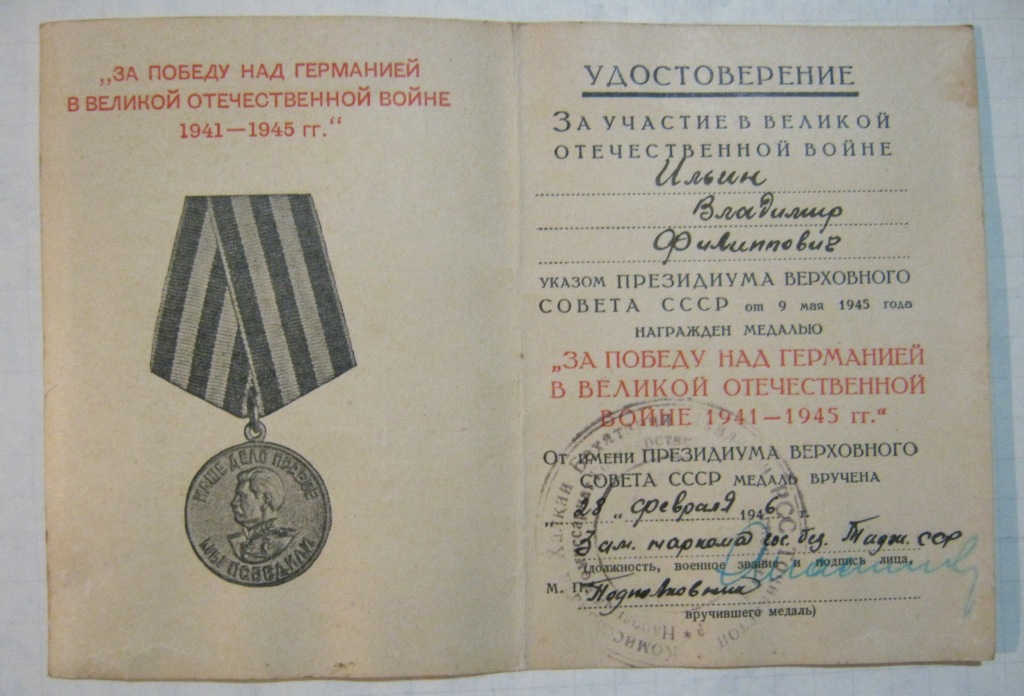 „ЗА ПОБЕДУ НАД ГЕРМАНИЕЙ
В ВЕЛИКОЙ ОТЕЧЕСТВЕННОЙ ВОЙНЕ
1941—1945 гг.“
НАШЕ ДЕЛО ПРАВОЕ
МЫ ПОБЕДИЛИ
УДОСТОВЕРЕНИЕ
ЗА УЧАСТИЕ В ВЕЛИКОЙ
ОТЕЧЕСТВЕННОЙ ВОЙНЕ
Ильин
Владимир
Филиппович
УКАЗОМ ПРЕЗИДИУМА ВЕРХОВНОГО
СОВЕТА СССР от 9 мая 1945 года
НАГРАЖДЕН МЕДАЛЬЮ
„ЗА ПОБЕДУ НАД ГЕРМАНИЕЙ
В ВЕЛИКОЙ ОТЕЧЕСТВЕННОЙ
ВОЙНЕ 1941—1945 гг.“
ОТ ИМЕНИ ПРЕЗИДИУМА ВЕРХОВНОГО
СОВЕТА СССР МЕДАЛЬ ВРУЧЕНА
„28„ февраля 1946 г.
Зам. наркома гос. без. Тадж. ССР
(должность, военное звание и подпись лица,
М. П. Подполковник
вручившего медаль)